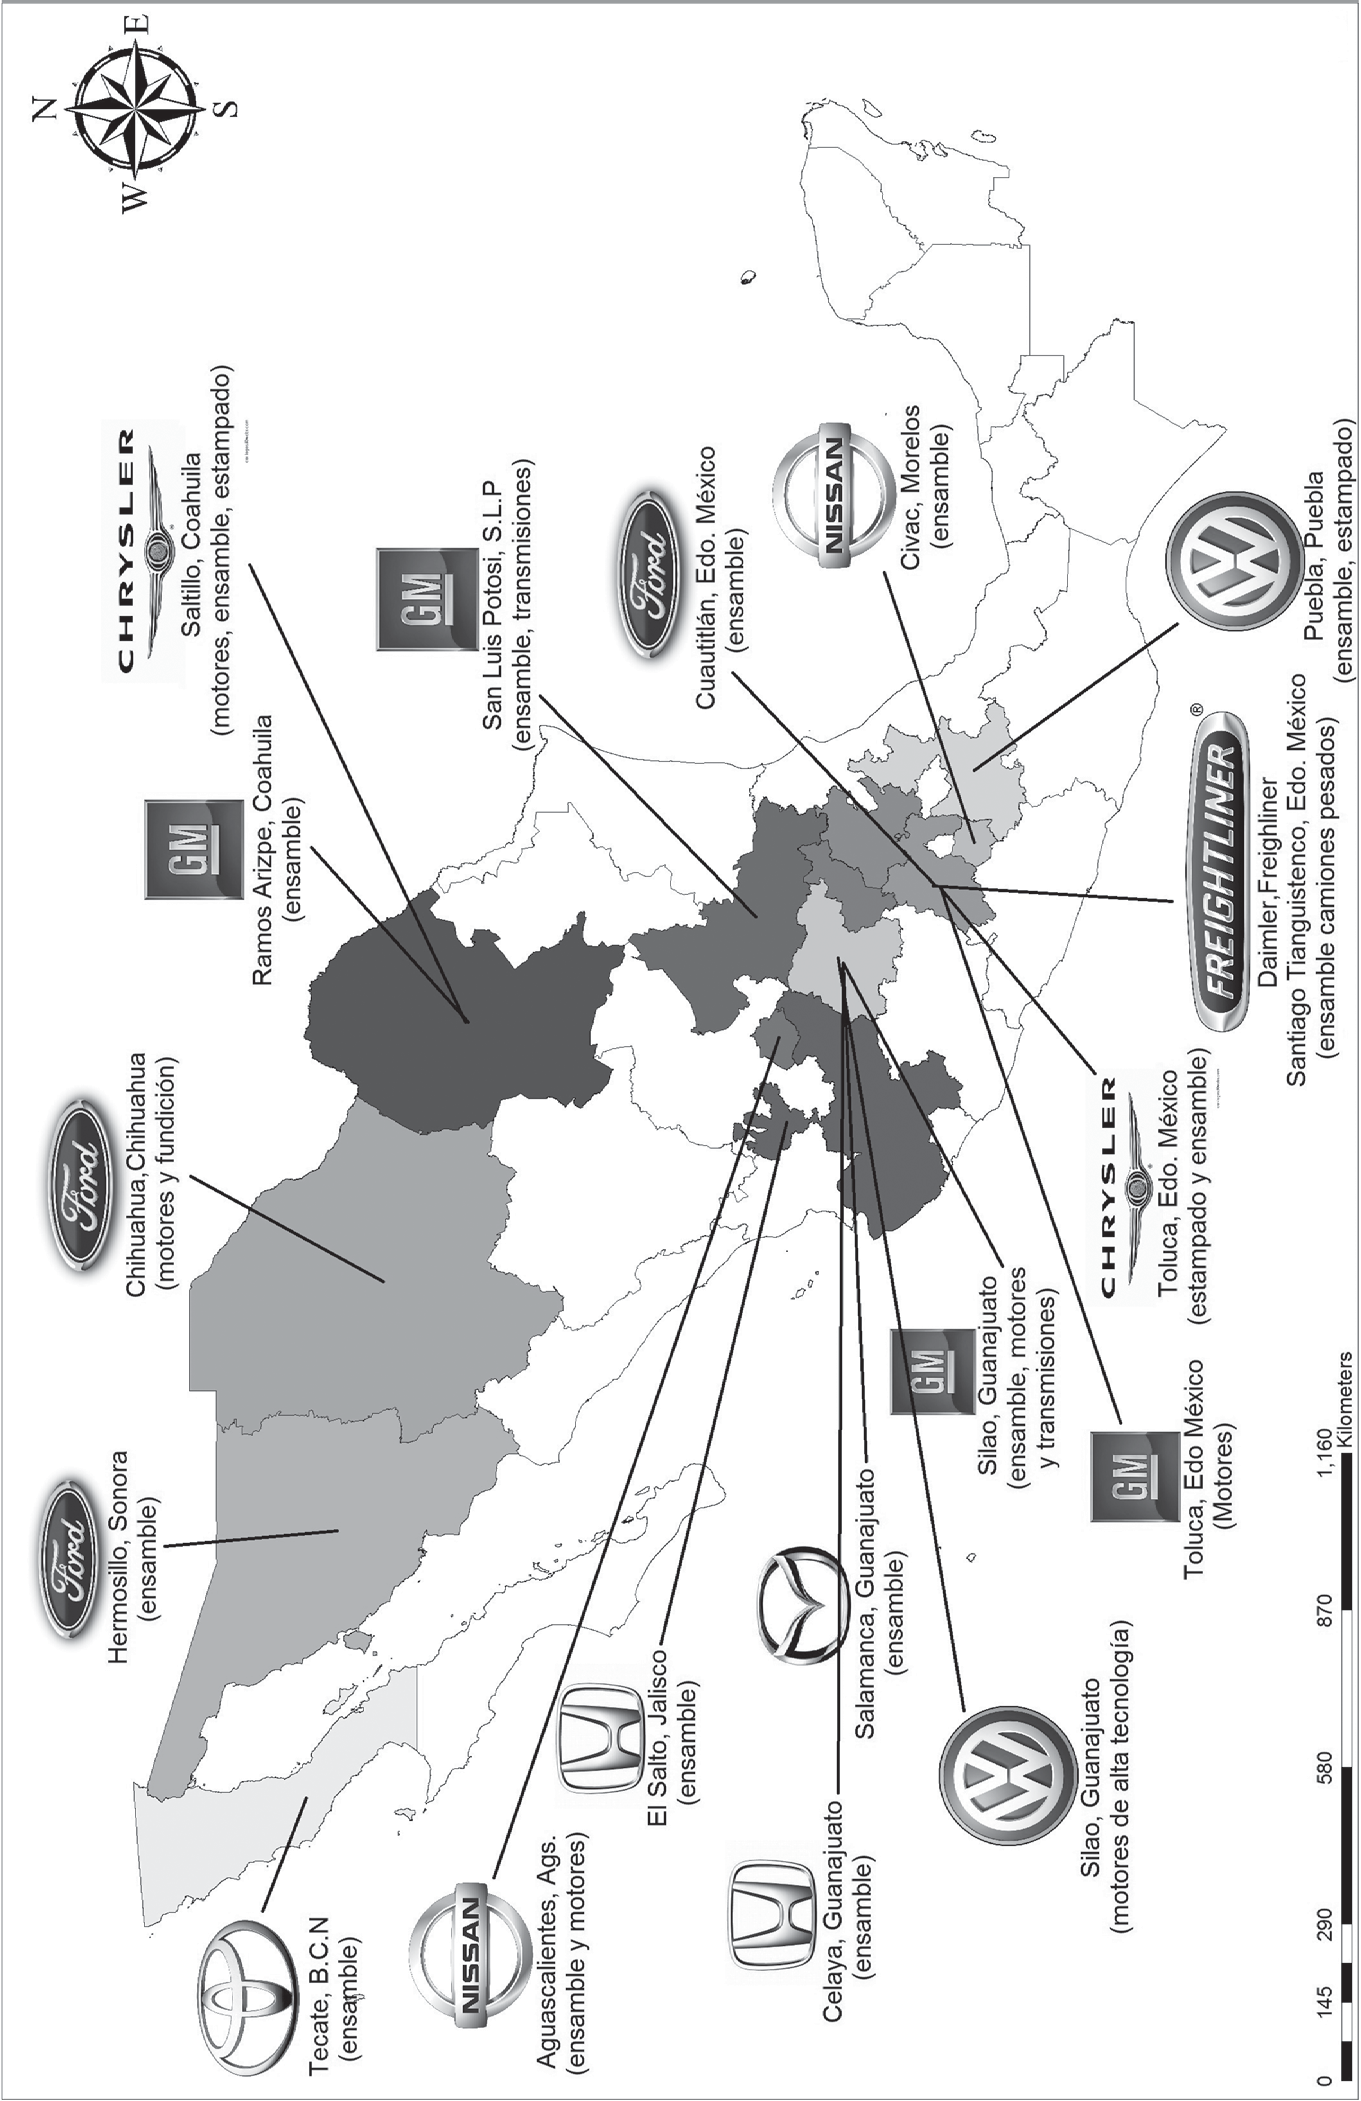 N
W
E
S
CHRYSLER
Saltillo, Coahuila
(motores, ensamble, estampado)
GM
Ramos Arizpe, Coahuila
(ensamble)
Ford
Chihuahua,Chihuahua
(motores y fundición)
Ford
Hermosillo, Sonora
(ensamble)
TOYOTA
Tecate, B.C.N
(ensamble)
GM
San Luis Potosi, S.L.P
(ensamble, transmisiones)
Ford
Cuautitlán, Edo. México
(ensamble)
NISSAN
Civac, Morelos
(ensamble)
NISSAN
Aguascalientes, Ags.
(ensamble y motores)
El Salto, Jalisco
(ensamble)
Celaya, Guanajuato
(ensamble)
Salamanca, Guanajuato
(ensamble)
VW
Silao, Guanajuato
(motores de alta tecnología)
GM
Silao, Guanajuato
(ensamble, motores
y transmisiones)
GM
Toluca, Edo México
(Motores)
CHRYSLER
Toluca, Edo. México
(estampado y ensamble)
FREIGHTLINER®
Daimler,Freighliner
Santiago Tianguistenco, Edo. México
(ensamble camiones pesados)
VW
Puebla, Puebla
(ensamble, estampado)
0 145 290 580 870 1,160
Kilometers